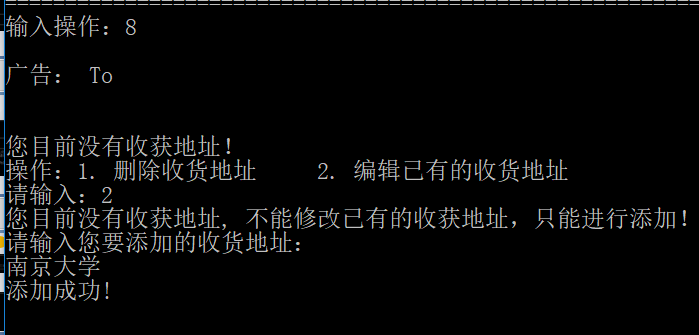 输入操作：8
广告： To
您目前没有收获地址！
操作：1. 删除收货地址 2. 编辑已有的收货地址
请输入：2
您目前没有收获地址, 不能修改已有的收获地址，只能进行添加！
请输入您要添加的收货地址：
南京大学
添加成功！